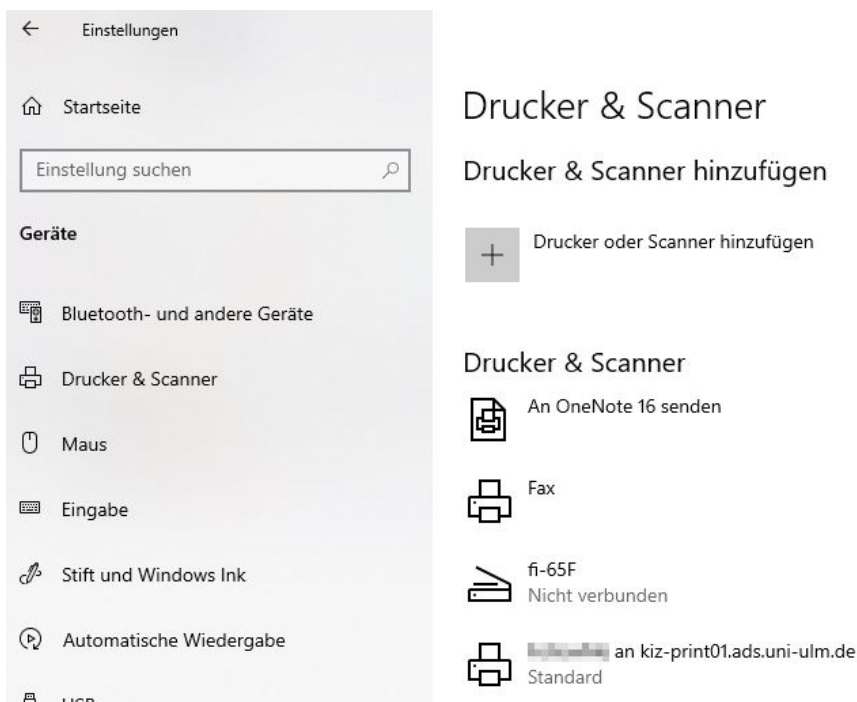 Einstellungen
Startseite
Einstellung suchen
Geräte
Bluetooth- und andere Geräte
Drucker & Scanner
Maus
Eingabe
Stift und Windows Ink
Automatische Wiedergabe
USB
Drucker & Scanner
Drucker & Scanner hinzufügen
Drucker oder Scanner hinzufügen
Drucker & Scanner
An OneNote 16 senden
Fax
fi-65F
Nicht verbunden
an kiz-print01.ads.uni-ulm.de
Standard